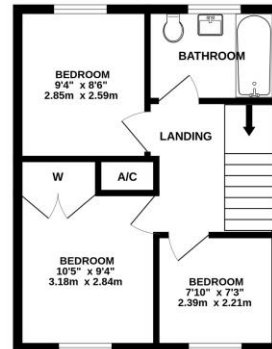 BEDROOM
9'4" x 8'6"
2.85m x 2.59m
BATHROOM
LANDING
W
A/C
BEDROOM
10'5" x 9'4"
3.18m x 2.84m
BEDROOM
7'10" x 7'3"
2.39m x 2.21m